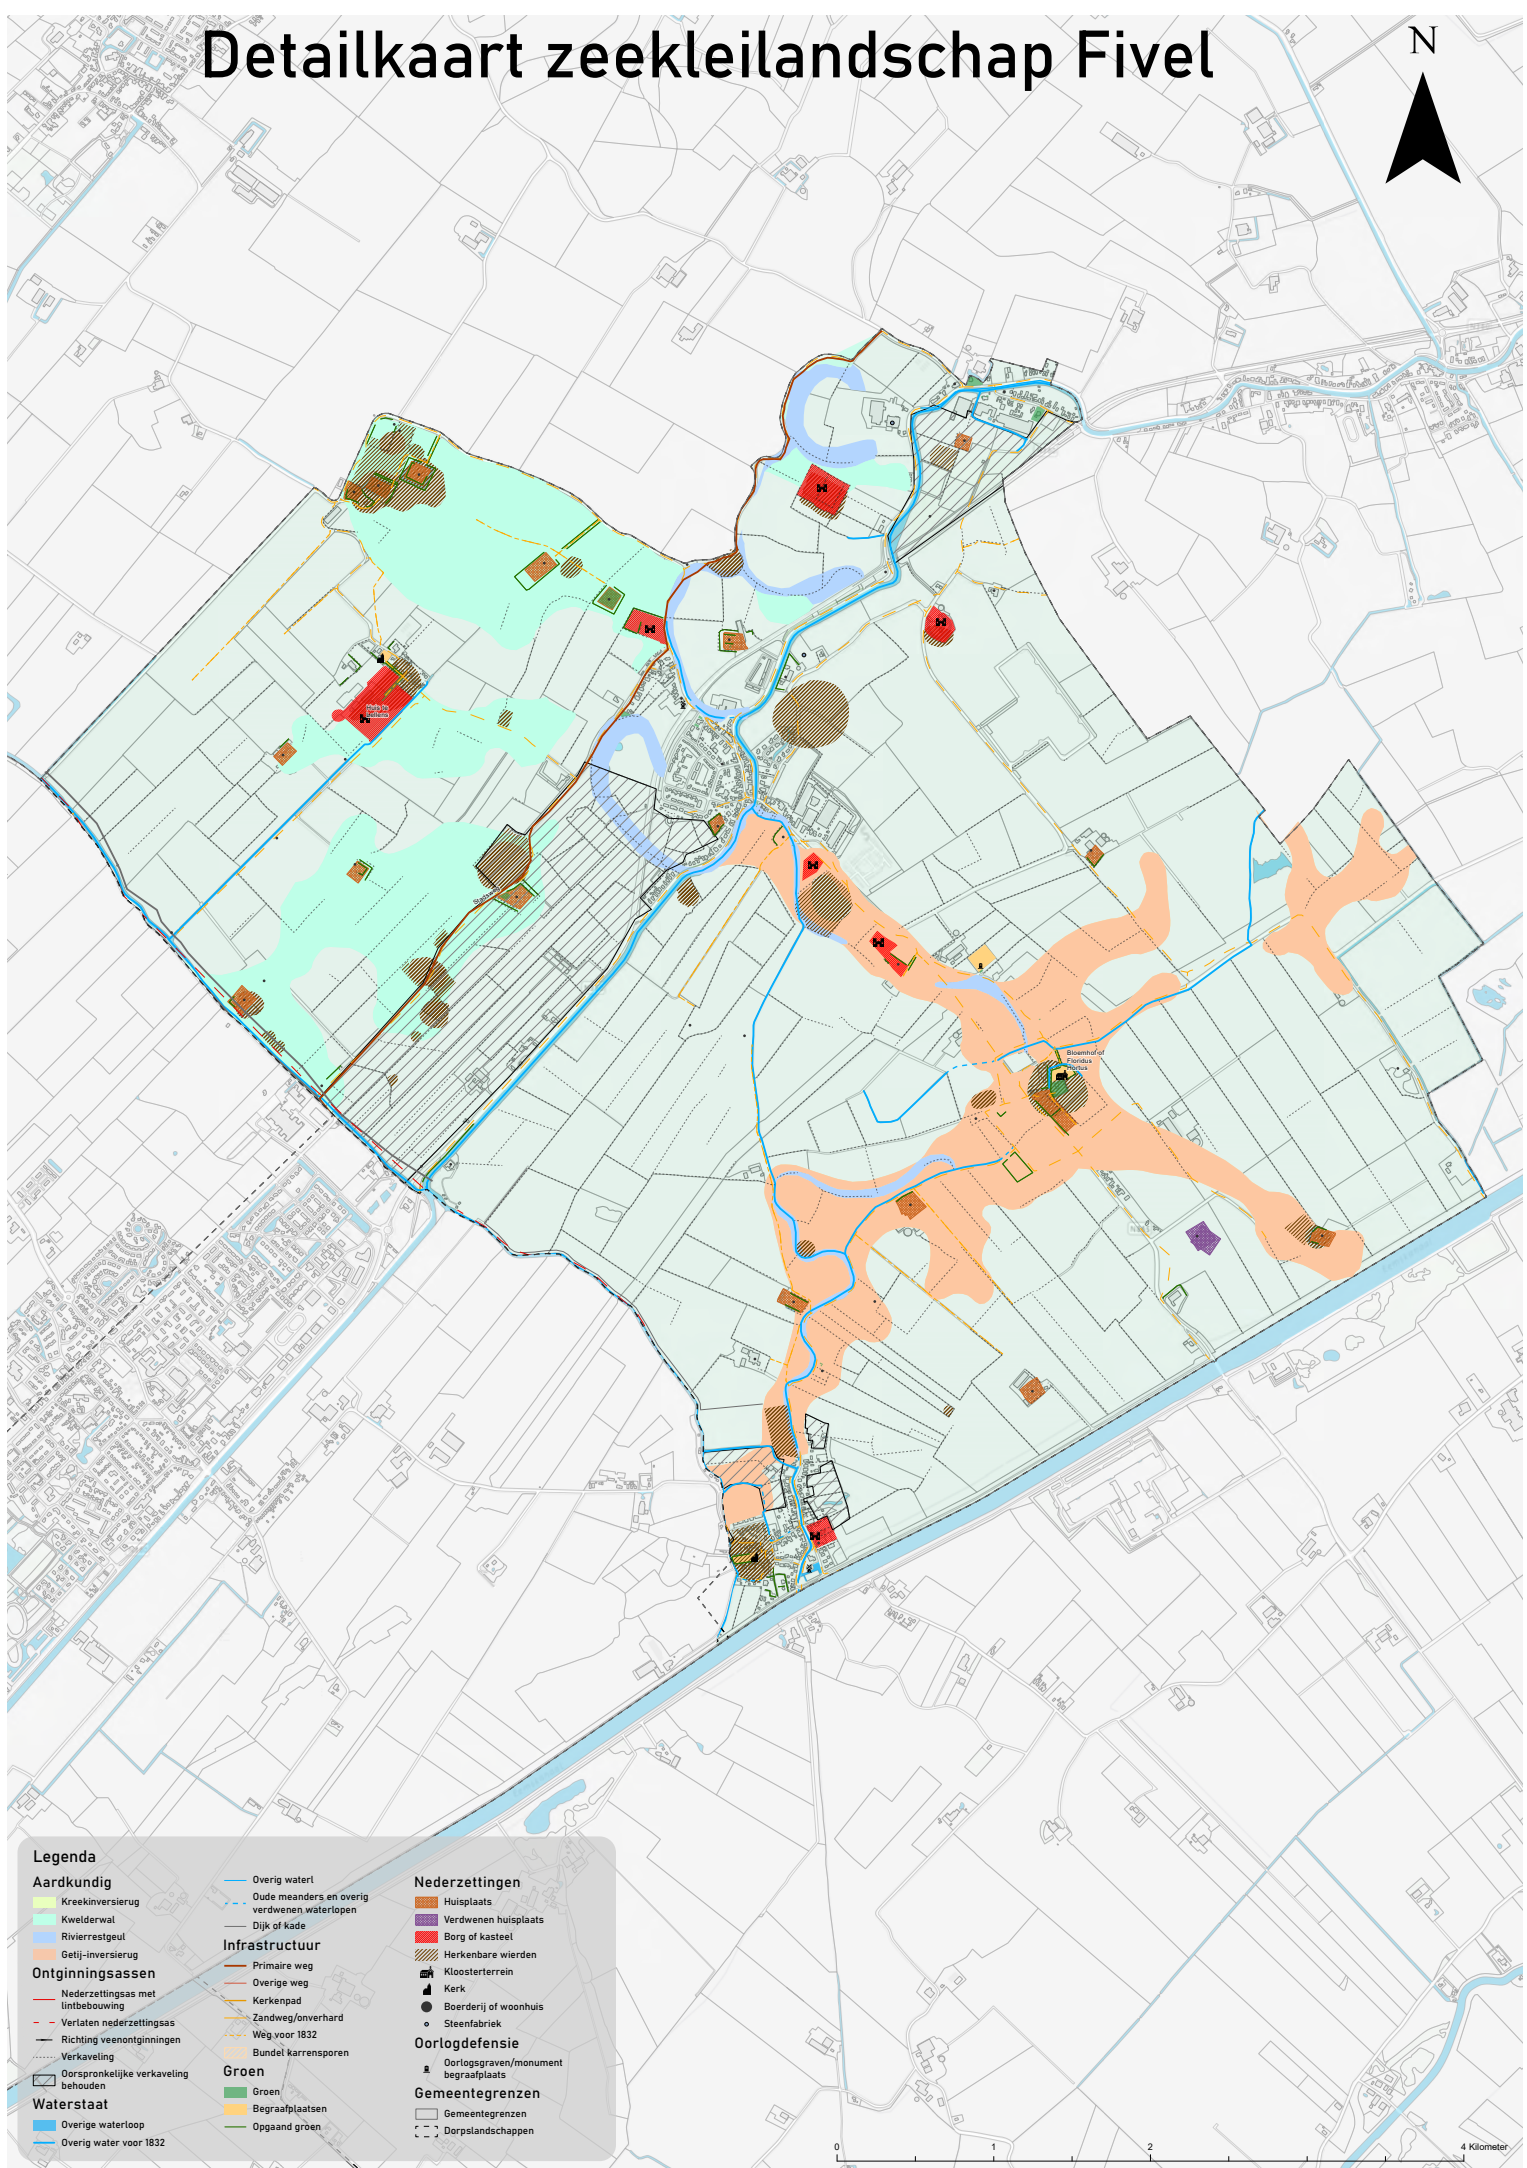 Detailkaart zeekleilandschap Fivel
N
Huis te
Bloemhof of
Floridus
Hortus
Legenda
Aardkundig
Kreekinversierug
Kwelderwal
Rivierrestgeul
Getij-inversierug
Ontginningsassen
Nederzettingsas met
lintbebouwing
Verlaten nederzettingsas
Richting veenontginningen
Verkaveling
Oorspronkelijke verkaveling
behouden
Waterstaat
Overige waterloop
Overig water voor 1832
Overig waterl
Oude meanders en overig
verdwenen waterlopen
Dijk of kade
Infrastructuur
Primaire weg
Overige weg
Kerkenpad
Zandweg/onverhard
Weg voor 1832
Bundel karrensporen
Groen
Groen
Begraafplaatsen
Opgaand groen
Nederzettingen
Huisplaats
Verdwenen huisplaats
Borg of kasteel
Herkenbare wierden
Kloosterterrein
Kerk
Boerderij of woonhuis
Steenfabriek
Oorlogdefensie
Oorlogsgraven/monument
begraafplaats
Gemeentegrenzen
Gemeentegrenzen
Dorpslandschappen
0 1 2 4 Kilometer